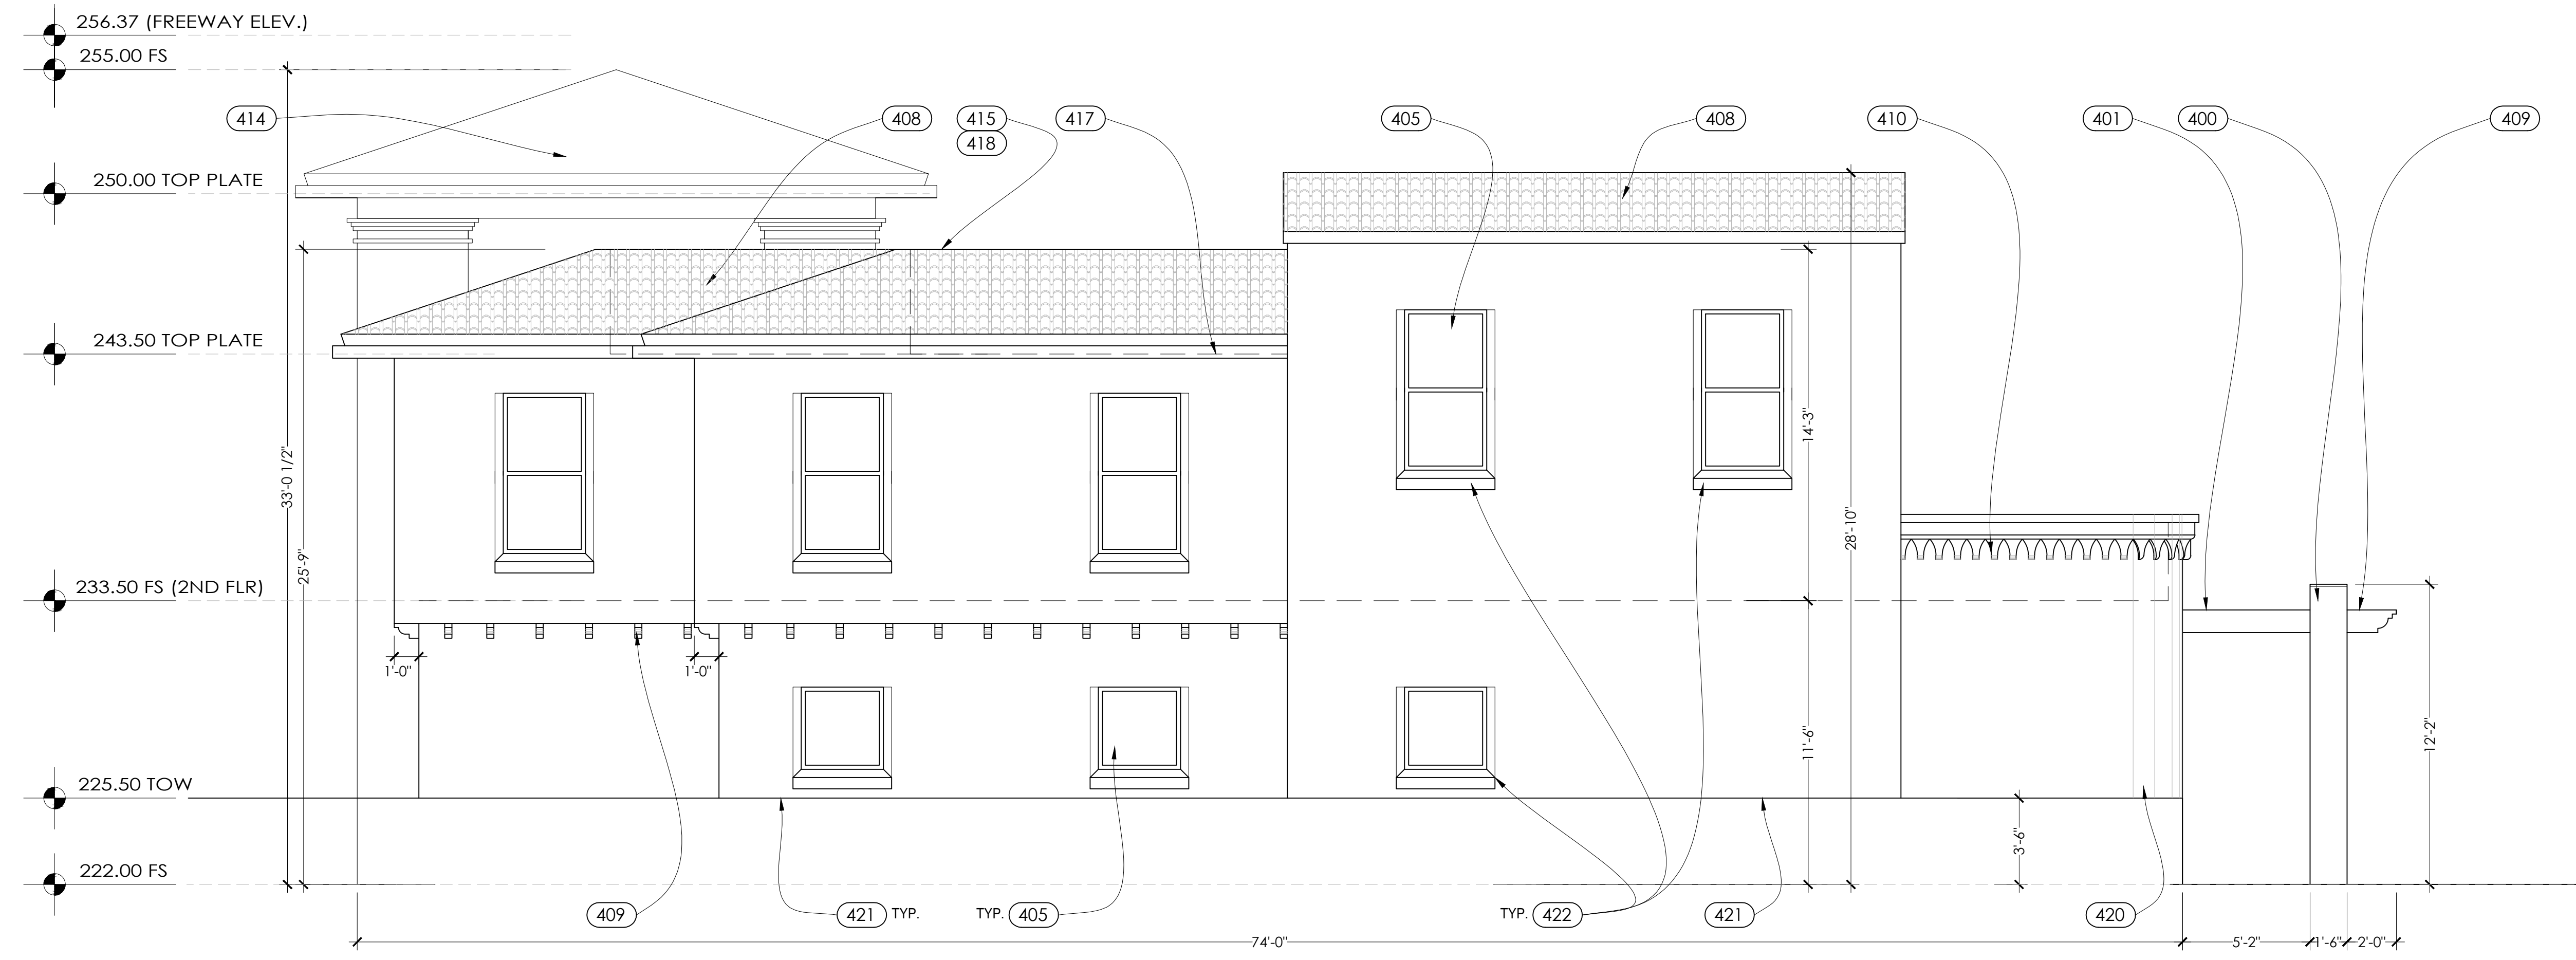 256.37 (FREEWAY ELEV.)
255.00 FS
414
408
415
417
405
408
410
401
400
409
418
250.00 TOP PLATE
243.50 TOP PLATE
14'-3"
33'-0 1/2"
28'-10"
25'-9"
233.50 FS (2ND FLR)
1'-0"
1'-0"
11'-6"
12'-2"
225.50 TOW
3'-6"
222.00 FS
409
421 TYP.
TYP. 405
TYP. 422
421
420
74'-0"
5'-2"
1'-6"
2'-0"